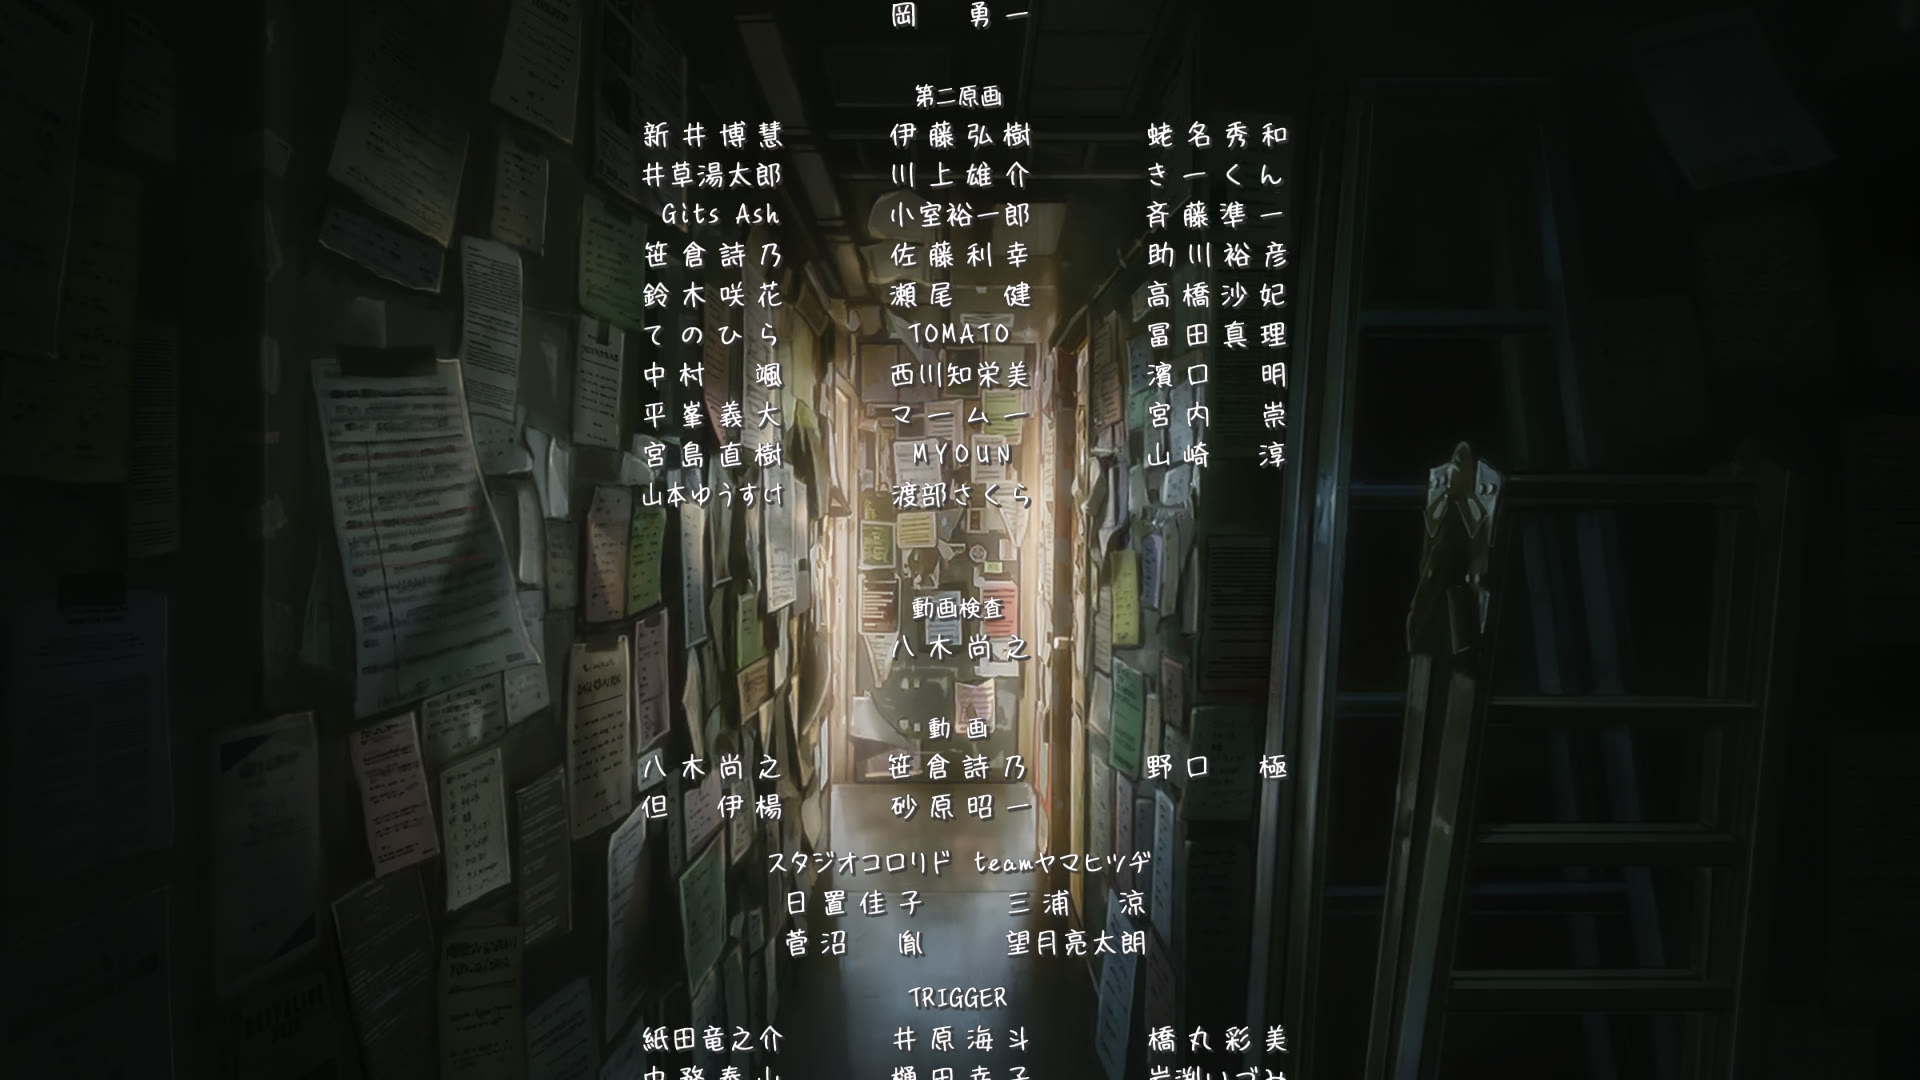 岡 勇一
第二原画
新井博慧 伊藤弘樹 蛯名秀和
井草湯太郎 川上雄介 きーくん
Gits Ash 小室裕一郎 斉藤準一
笹倉詩乃 佐藤利幸 助川裕彦
鈴木咲花 瀬尾 健 高橋沙妃
てのひら TOMATO 冨田真理
中村 颯 西川知栄美 濱口 明
平峯義大 マームー 宮内 崇
宮島直樹 MYOUN 山崎 淳
山本ゆうすけ 渡部さくら
動画検査
八木尚之
動画
八木尚之 笹倉詩乃 野口 極
但 伊楊 砂原昭一
スタジオコロリド teamヤマヒツヂ
日置佳子 三浦 涼
菅沼 胤 望月亮太朗
TRIGGER
紙田竜之介 井原海斗 橋丸彩美